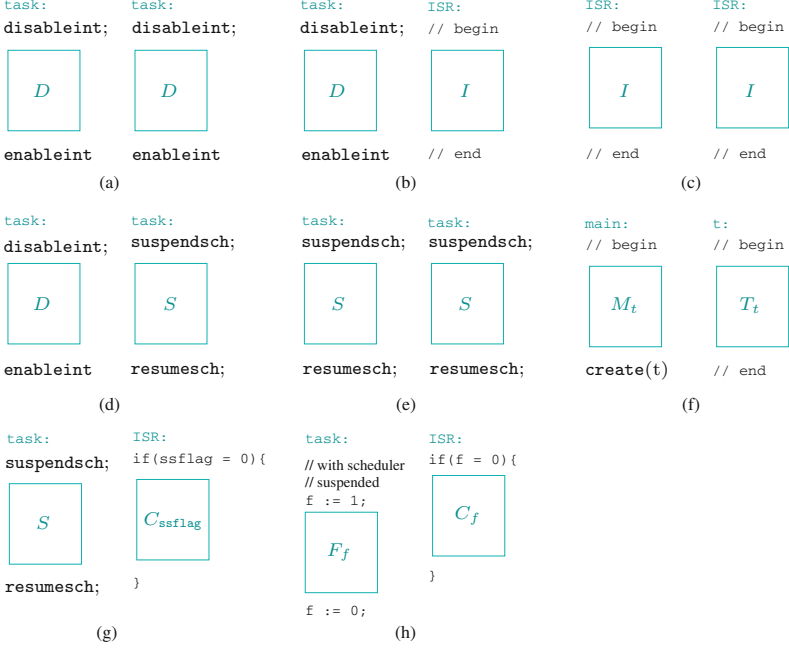 task: task: task: ISR: ISR: ISR:
disableint; disableint; disableint; // begin // begin // begin
D D D I I I
enableint enableint enableint // end // end // end
(a) (b) (c)
task: task: task: task: main: t:
disableint; suspendsch; suspendsch; suspendsch; // begin // begin
D S S S M_t T_t
enableint resumesch; resumesch; resumesch; create(t) // end
(d) (e) (f)
task: ISR: task: ISR:
suspendsch; if(ssflag = 0){ // with scheduler if(f = 0){
// suspended
f := 1;
S C_ssflag F_f C_f
resumesch; } }
f := 0;
(g) (h)